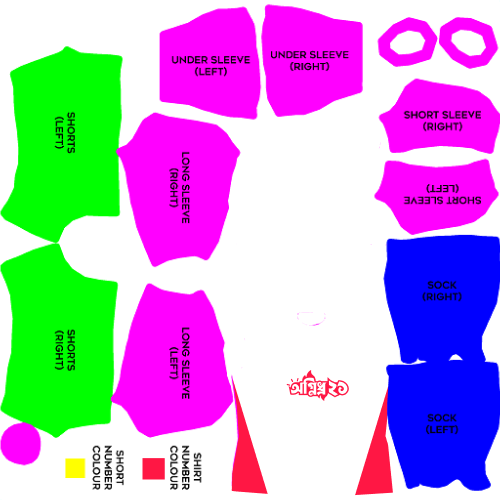 UNDER SLEEVE
(LEFT)
UNDER SLEEVE
(RIGHT)
SHORTS
(LEFT)
LONG SLEEVE
(RIGHT)
SHORT SLEEVE
(RIGHT)
SHORT SLEEVE
(LEFT)
SOCK
(RIGHT)
SHORTS
(RIGHT)
LONG SLEEVE
(LEFT)
SOCK
(LEFT)
SHORT
NUMBER
COLOUR
SHIRT
NUMBER
COLOUR